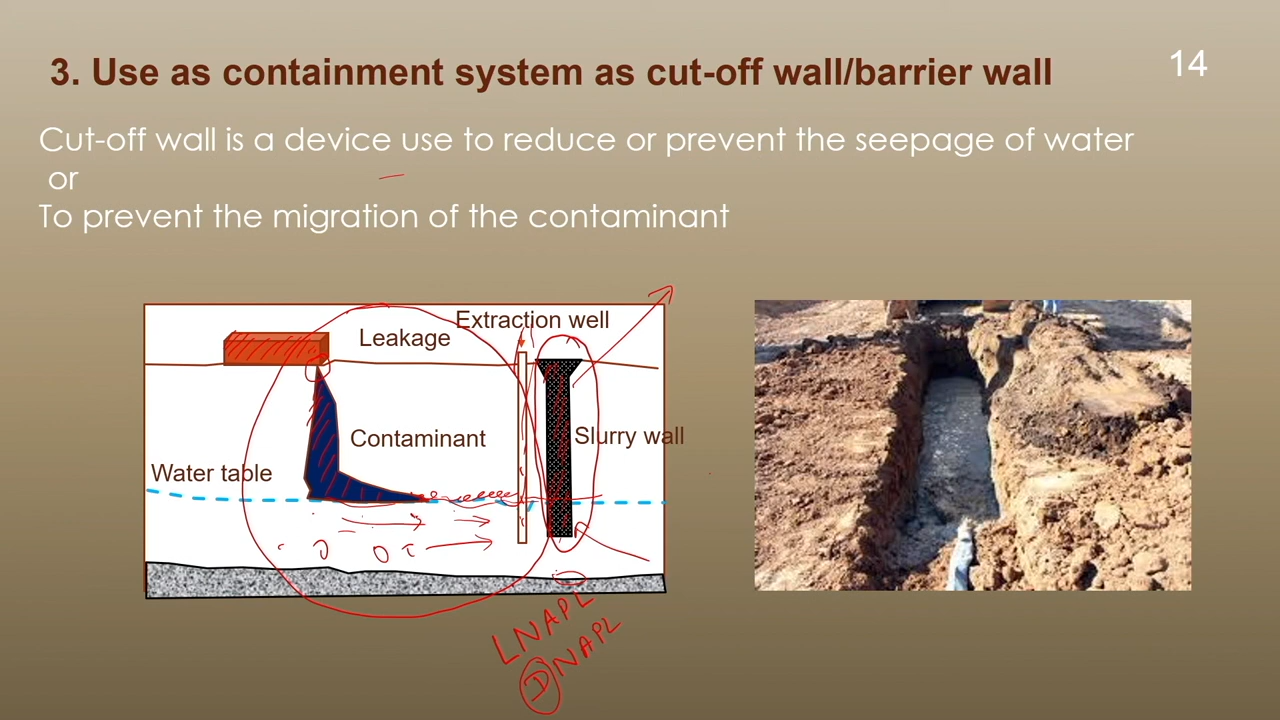 3. Use as containment system as cut-off wall/barrier wall
14
Cut-off wall is a device use to reduce or prevent the seepage of water
or
To prevent the migration of the contaminant
Extraction well
Leakage
Contaminant
Slurry wall
Water table
LNAPL
DNAPL